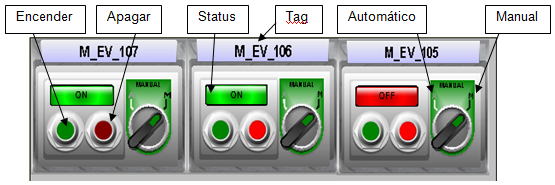 Encender Apagar Status Tag Automático Manual
M_EV_107 M_EV_106 M_EV_105
MANUAL MANUAL MANUAL
ON M ON OFF